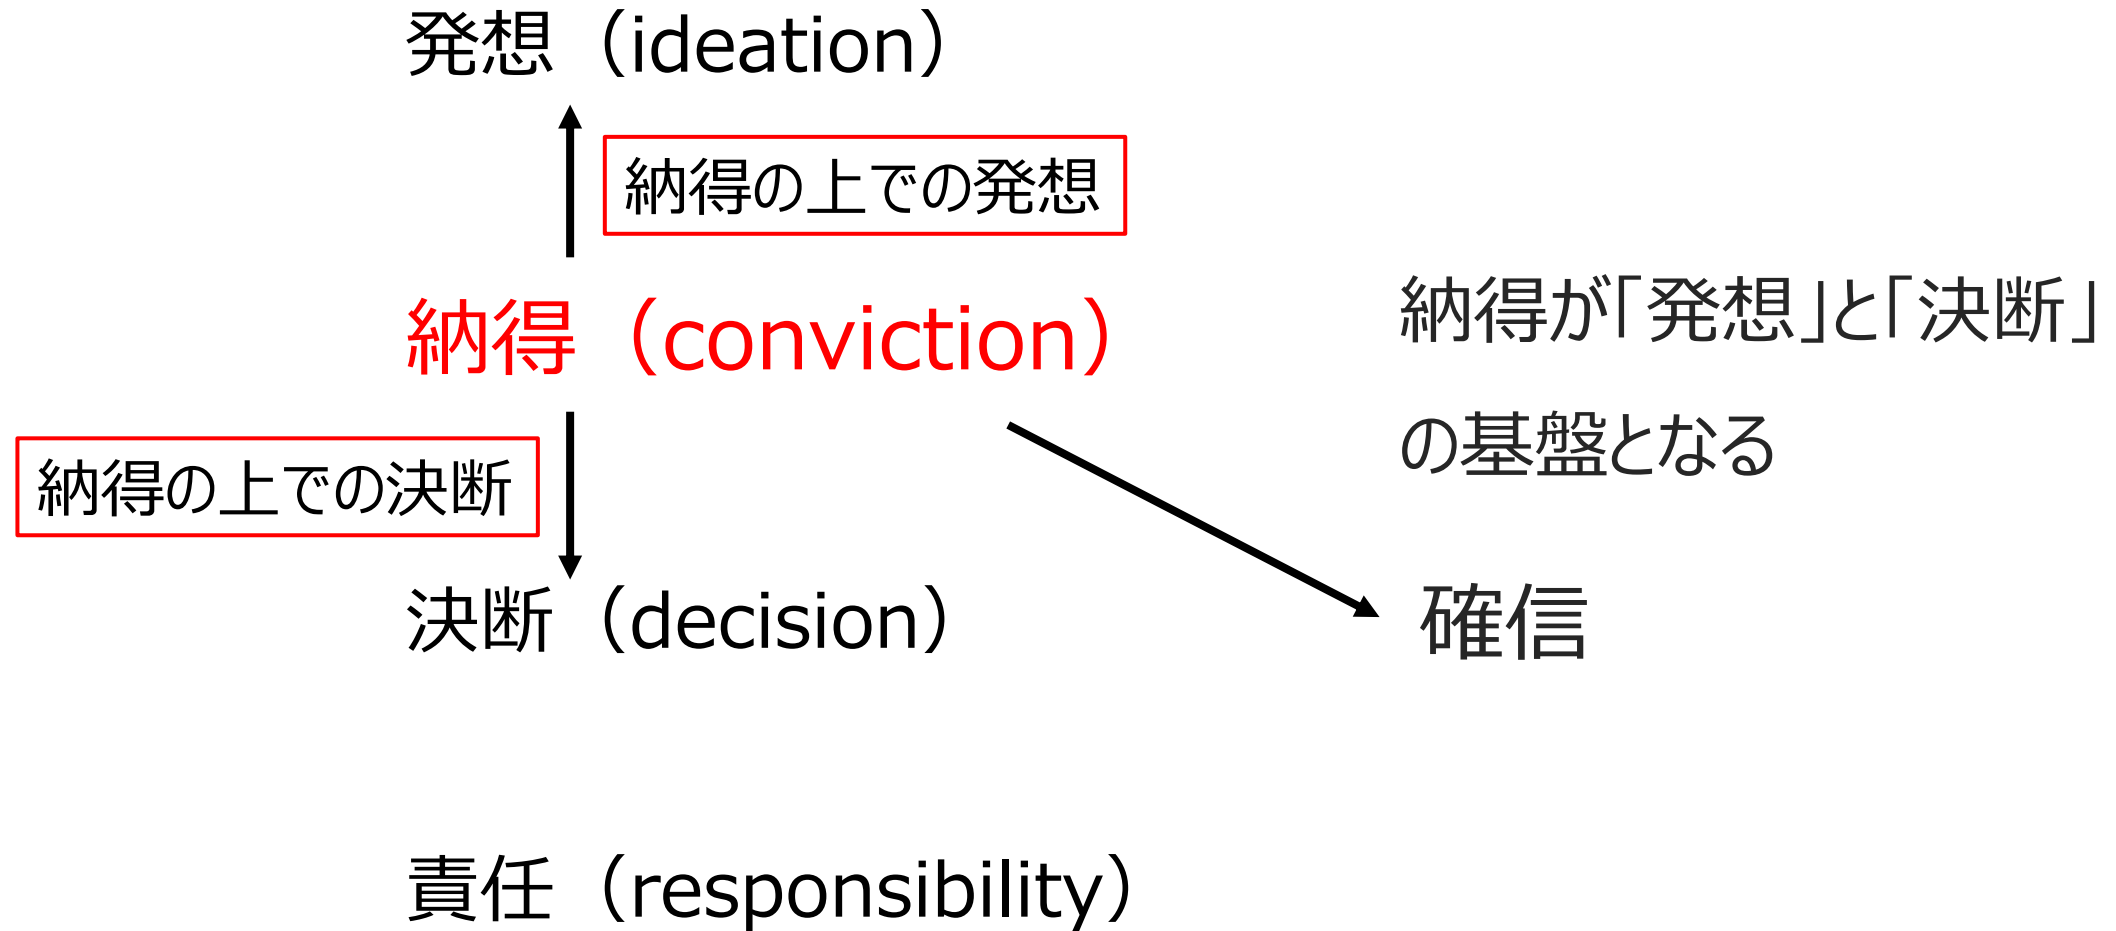 発想（ideation）
納得の上での発想
納得（conviction）
納得が「発想」と「決断」
の基盤となる
納得の上での決断
決断（decision）
確信
責任（responsibility）